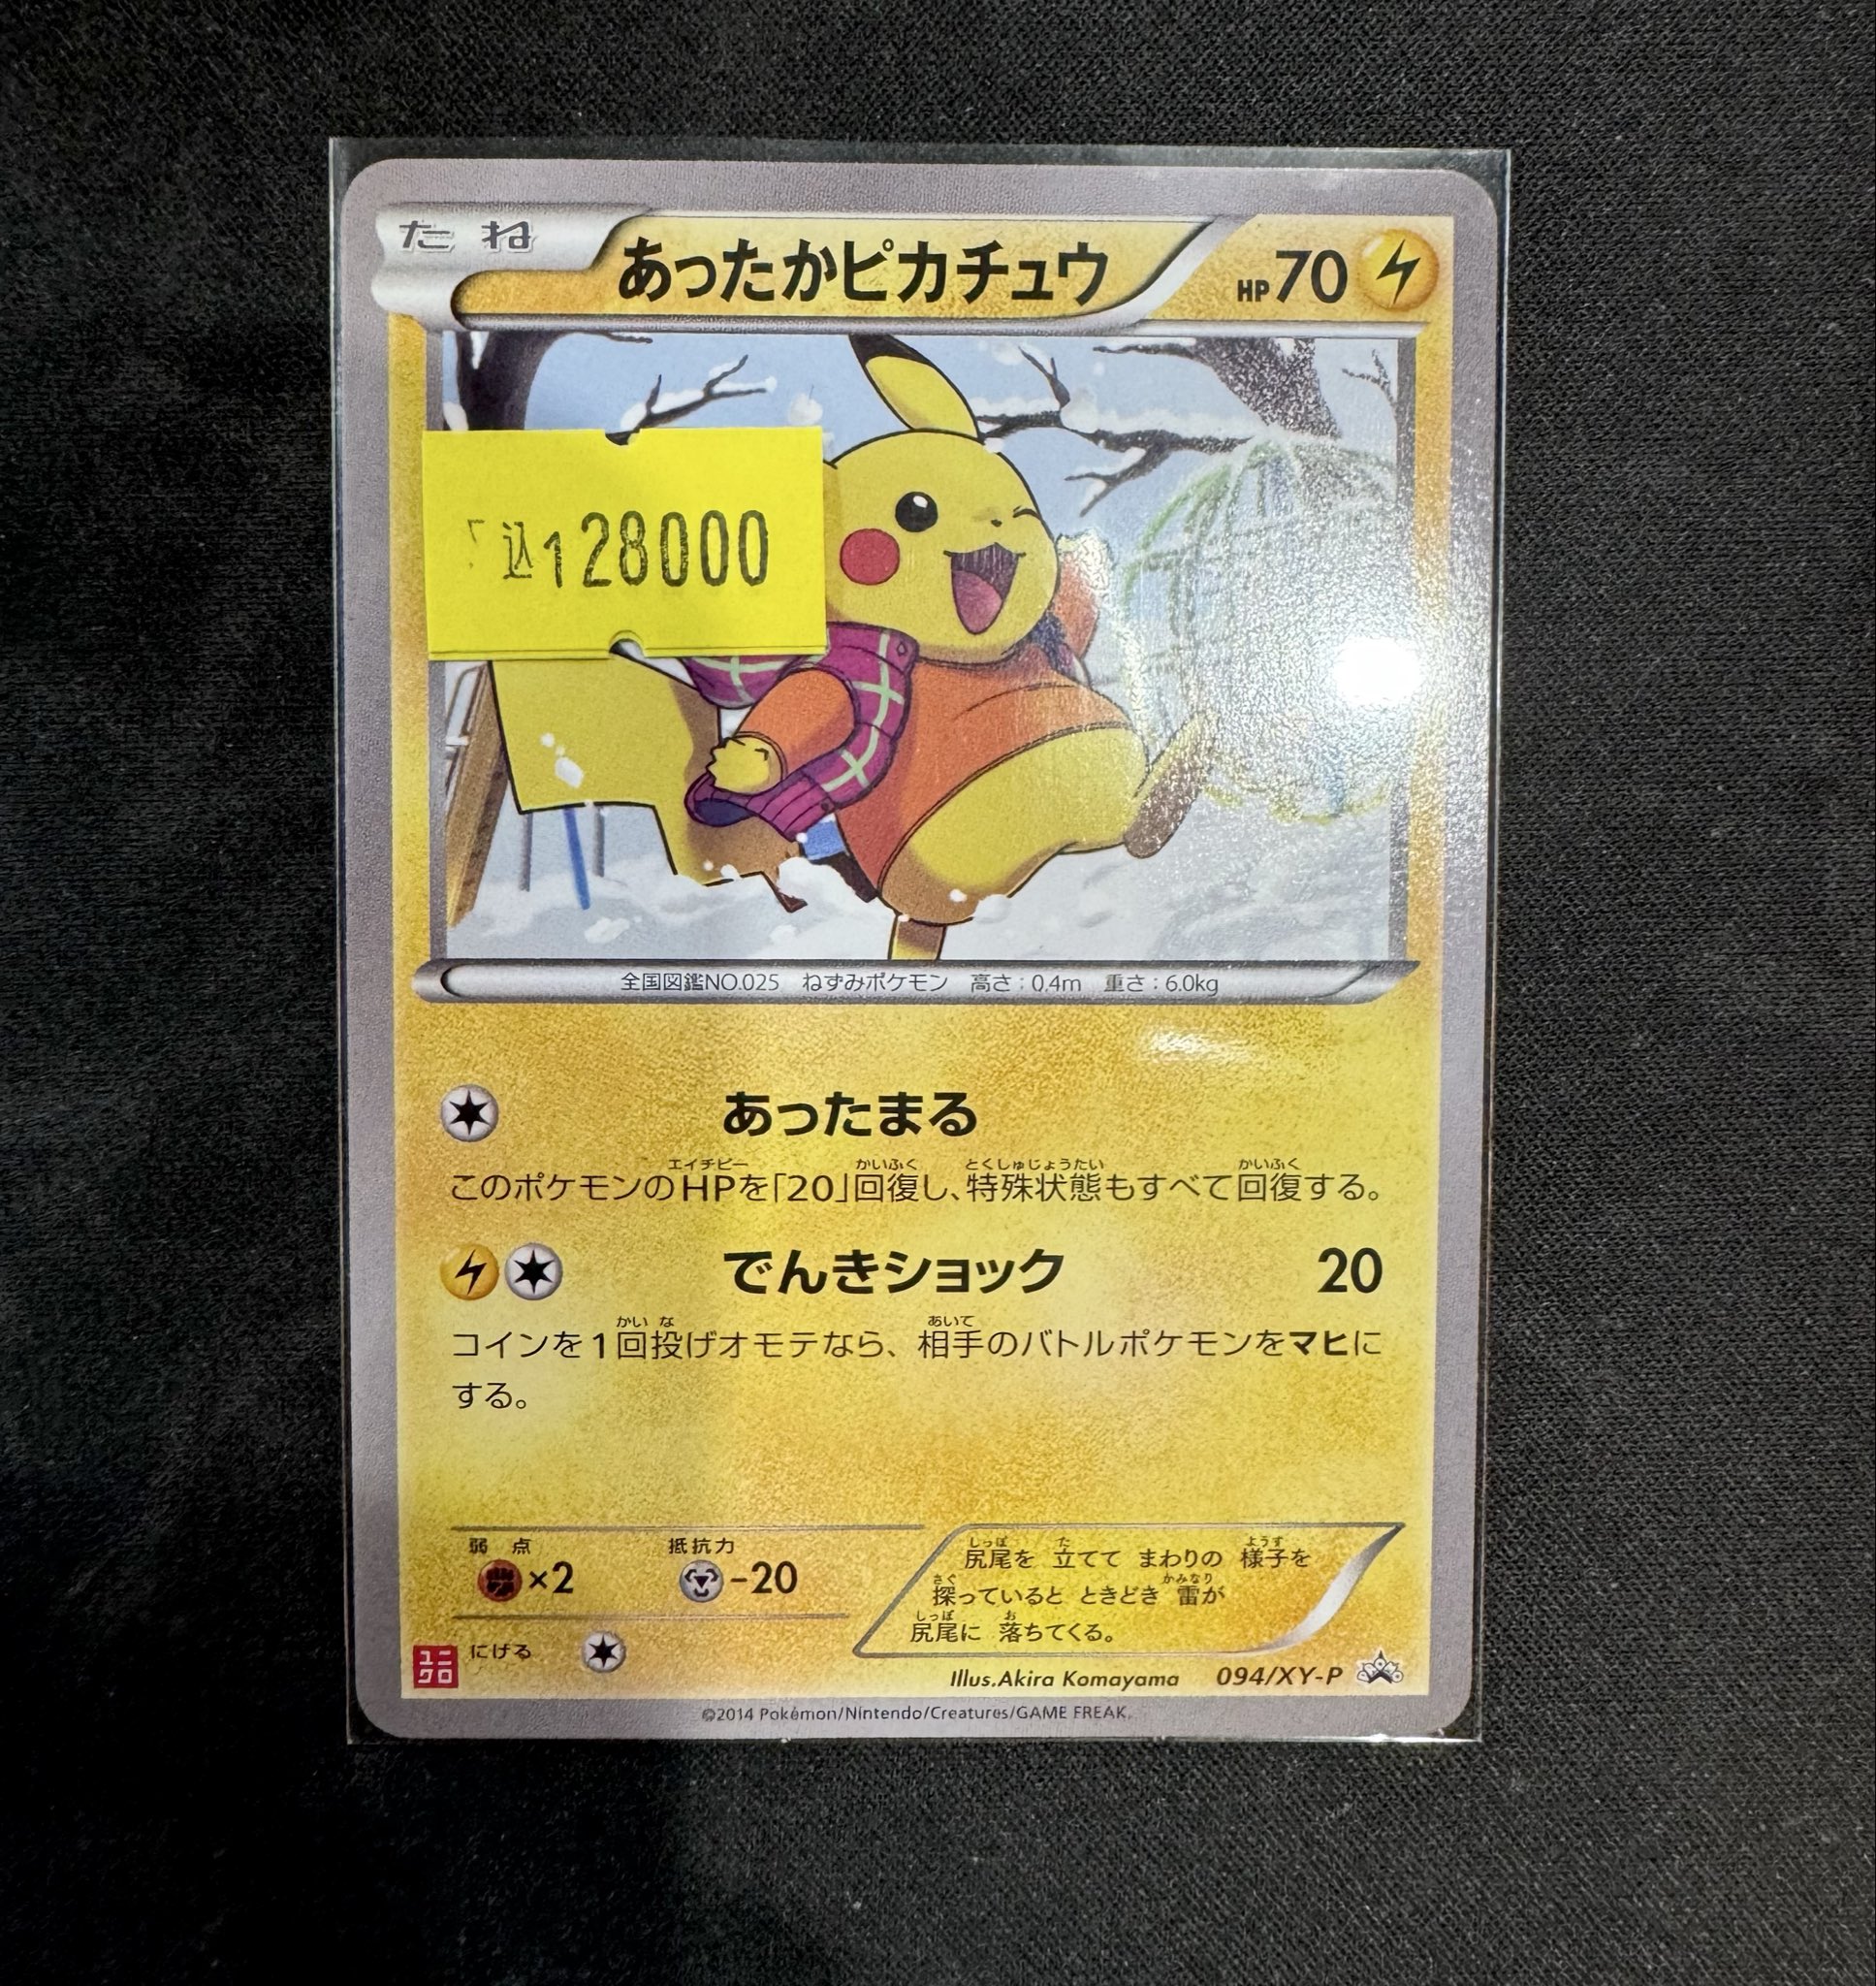 たね
あったかピカチュウ
HP70
込128000
全国図鑑NO.025 ねずみポケモン 高さ:0.4m 重さ:6.0kg
あったまる
エイチピー かいふく とくしゅじょうたい かいふく
このポケモンのHPを「20」回復し、特殊状態もすべて回復する。
でんきショック 20
かい な あいて
コインを1回投げオモテなら、相手のバトルポケモンをマヒに
する。
弱点 抵抗力
×2 -20
にげる
しっぽ た ようす
尻尾を 立てて まわりの 様子を
さぐ かみなり
探っていると ときどき 雷が
しっぽ お
尻尾に 落ちてくる。
ユニ
クロ
Illus.Akira Komayama 094/XY-P
©2014 Pokémon/Nintendo/Creatures/GAME FREAK.